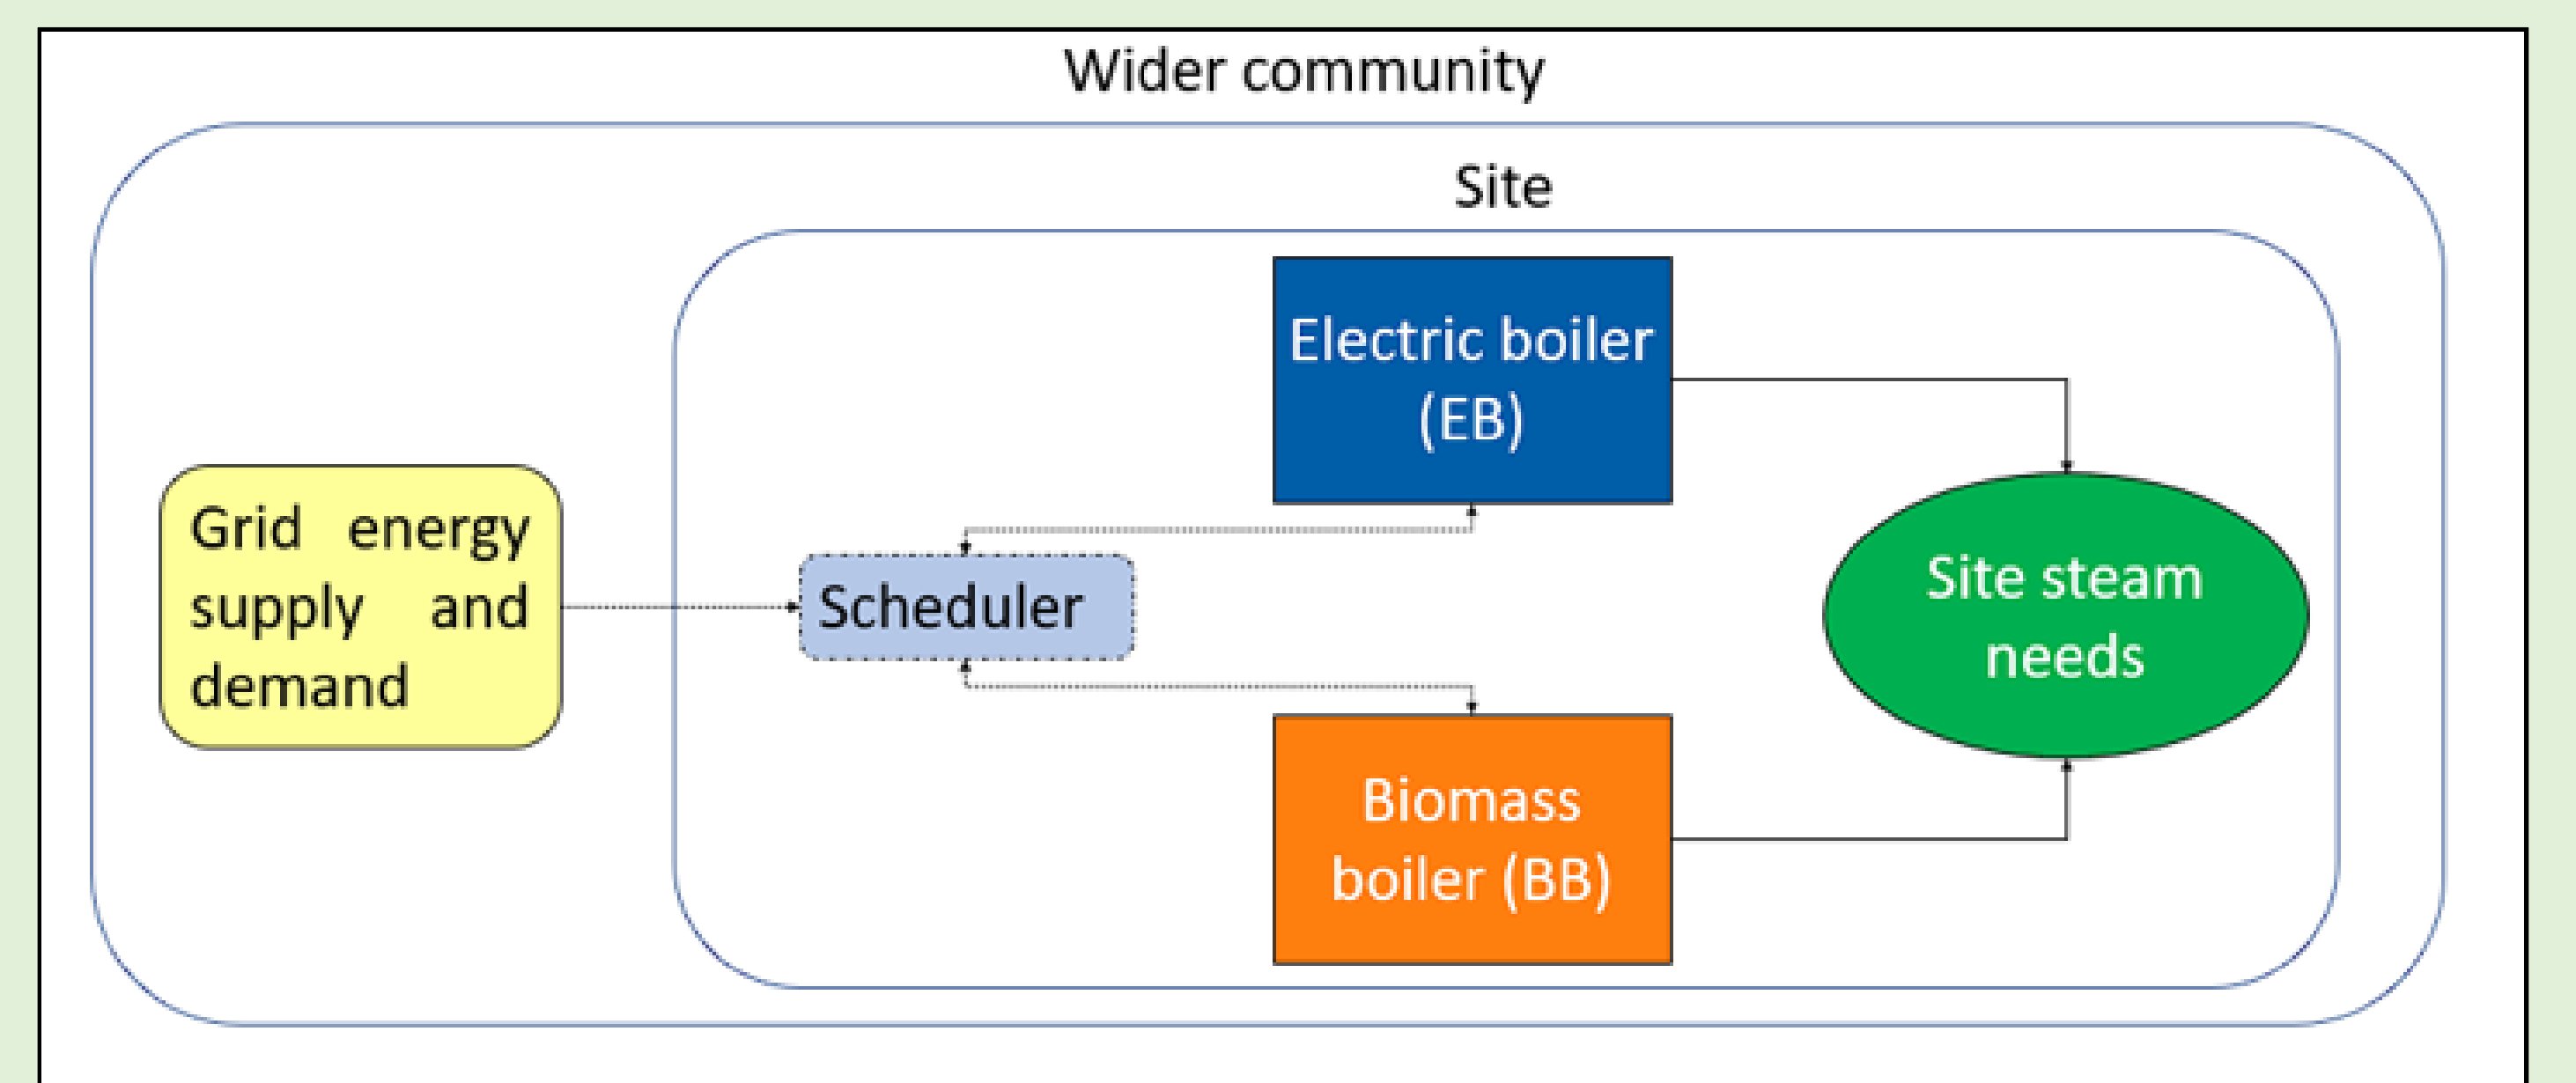 Wider community
Site
Electric boiler
(EB)
Grid energy
supply and
demand
Scheduler
Site steam
needs
Biomass
boiler (BB)